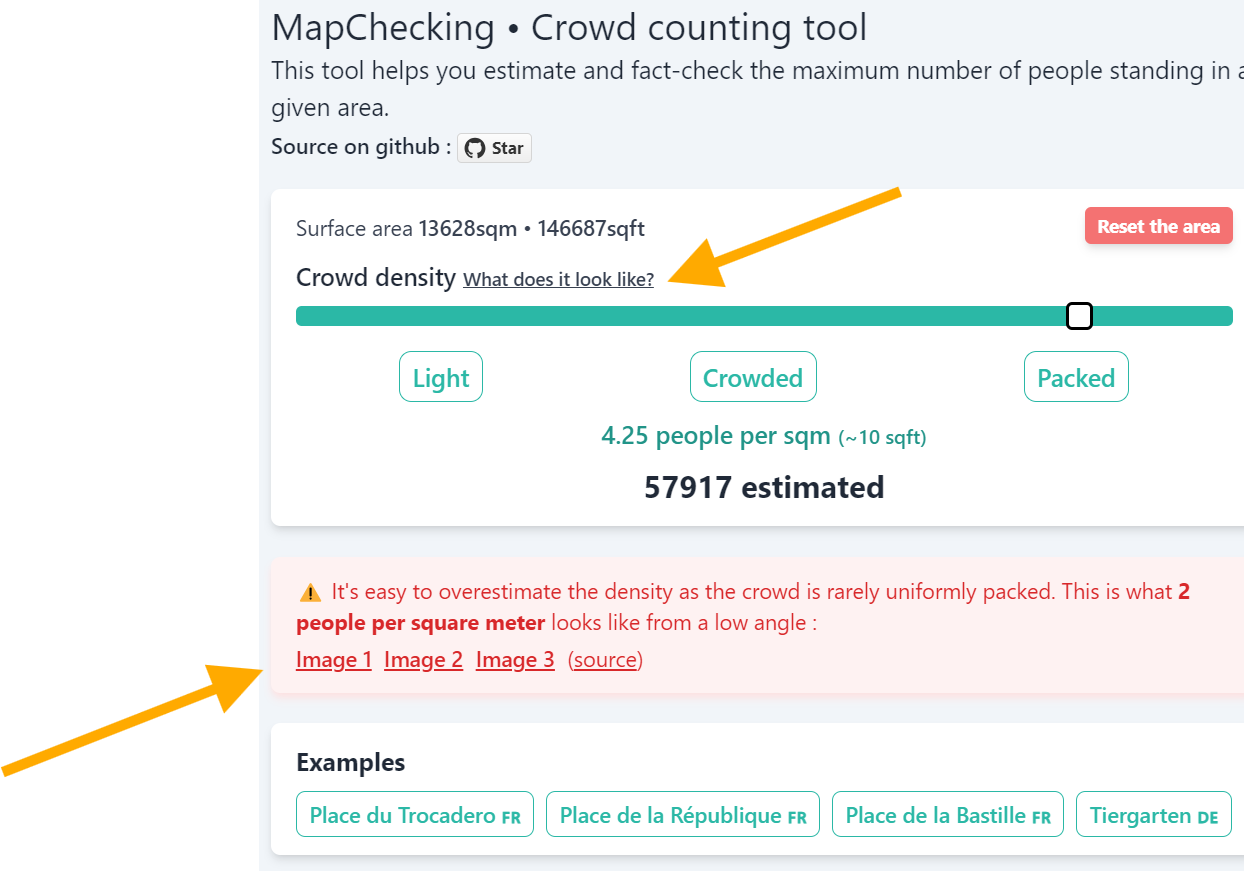 MapChecking • Crowd counting tool
This tool helps you estimate and fact-check the maximum number of people standing in a
given area.
Source on github : Star
Surface area 13628sqm • 146687sqft
Reset the area
Crowd density What does it look like?
Light Crowded Packed
4.25 people per sqm (~10 sqft)
57917 estimated
⚠ It's easy to overestimate the density as the crowd is rarely uniformly packed. This is what 2
people per square meter looks like from a low angle :
Image 1 Image 2 Image 3 (source)
Examples
Place du Trocadero FR Place de la République FR Place de la Bastille FR Tiergarten DE